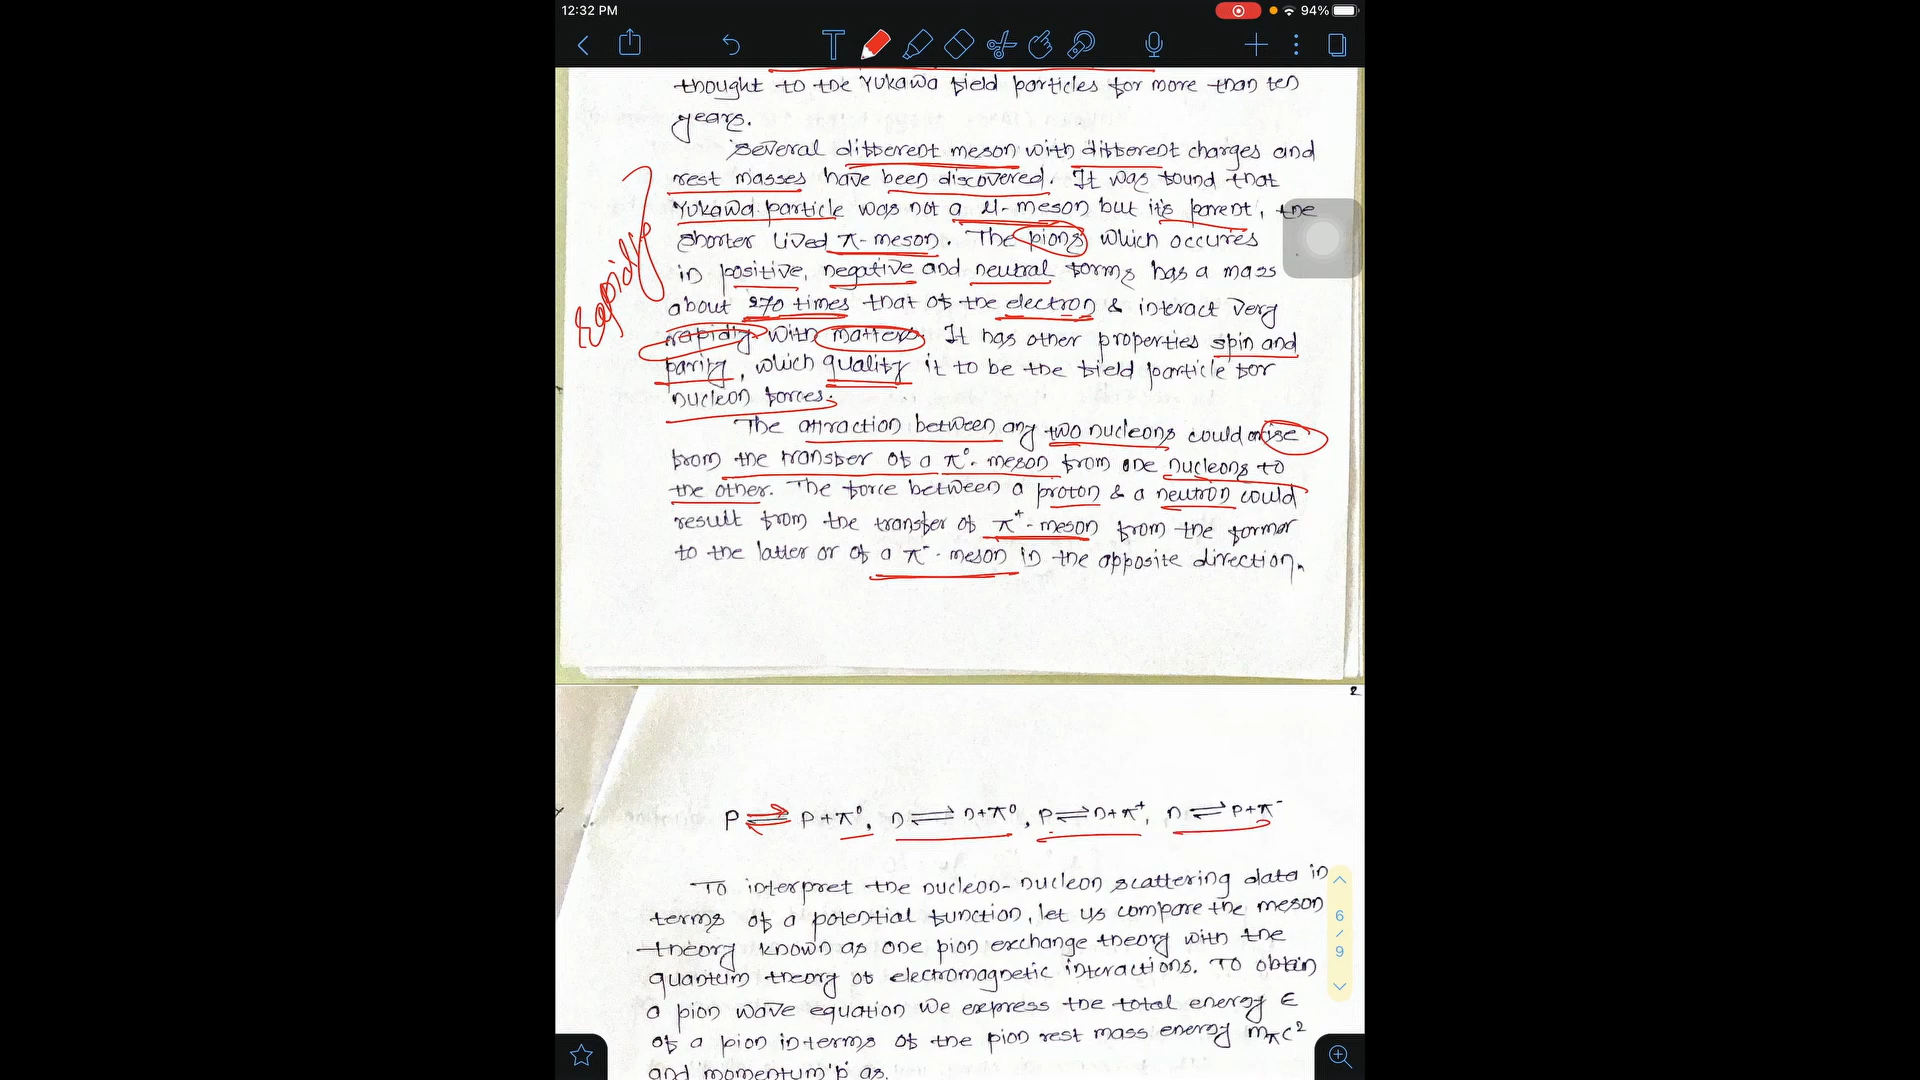 12:32 PM
94%
thought to the Yukawa field particles for more than ten
years.
Several different meson with different charges and
rest masses have been discovered. It was found that
Yukawa particle was not a μ-meson but it's parent, the
shorter lived π-meson. The pions which occures
in positive, negative and neutral forms has a mass
about 270 times that of the electron & interact very
rapidly
rapidly with matters It has other properties spin and
parity, which quality it to be the field particle for
nucleon forces.
The attraction between any two nucleons could arise
from the transfer of a π⁰-meson from one nucleons to
the other. The force between a proton & a neutron could
result from the transfer of π⁺-meson from the former
to the latter or of a π⁻-meson in the opposite direction.
2
P ⇌ P+π⁰, n ⇌ n+π⁰, P ⇌ n+π⁺, n ⇌ P+π⁻
To interpret the nucleon-nucleon scattering data in
terms of a potential function, let us compare the meson
theory known as one pion exchange theory with the
quantum theory of electromagnetic interactions. To obtain
a pion wave equation we express the total energy E
of a pion in terms of the pion rest mass energy mπc²
and momentum 'p' as.
6
/
9